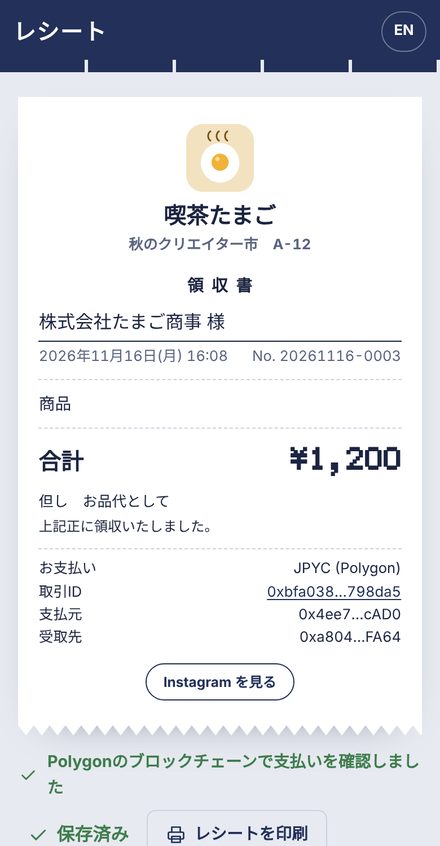 レシート
EN
喫茶たまご
秋のクリエイター市　A-12
領収書
株式会社たまご商事 様
2026年11月16日(月) 16:08 No. 20261116-0003
商品
合計 ¥1,200
但し　お品代として
上記正に領収いたしました。
お支払い JPYC (Polygon)
取引ID 0xbfa038...798da5
支払元 0x4ee7...cAD0
受取先 0xa804...FA64
Instagram を見る
Polygonのブロックチェーンで支払いを確認しまし
た
保存済み レシートを印刷